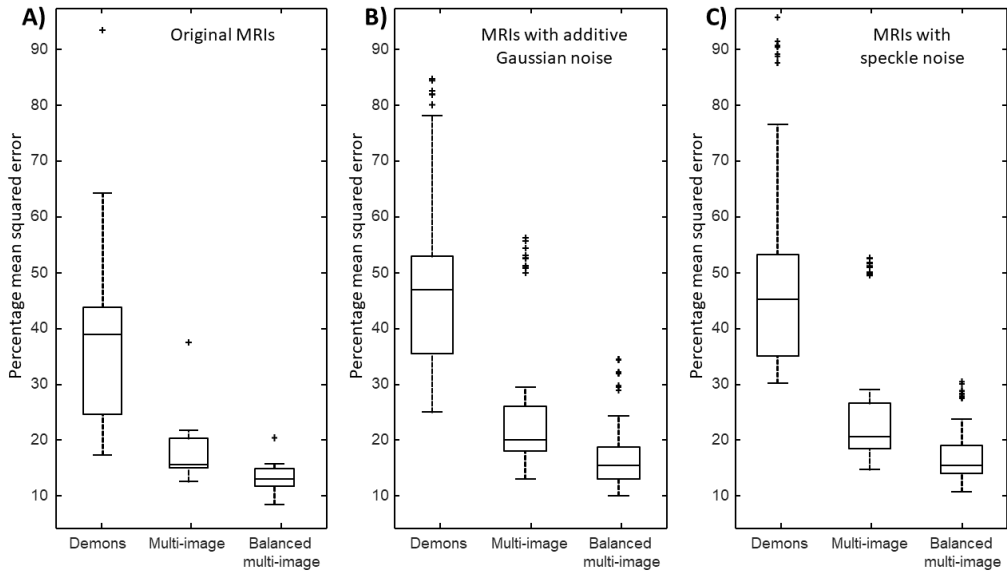 A)
Original MRIs
Percentage mean squared error
90
80
70
60
50
40
30
20
10
Demons
Multi-image
Balanced
multi-image
B)
MRIs with additive
Gaussian noise
Percentage mean squared error
90
80
70
60
50
40
30
20
10
Demons
Multi-image
Balanced
multi-image
C)
MRIs with
speckle noise
Percentage mean squared error
90
80
70
60
50
40
30
20
10
Demons
Multi-image
Balanced
multi-image